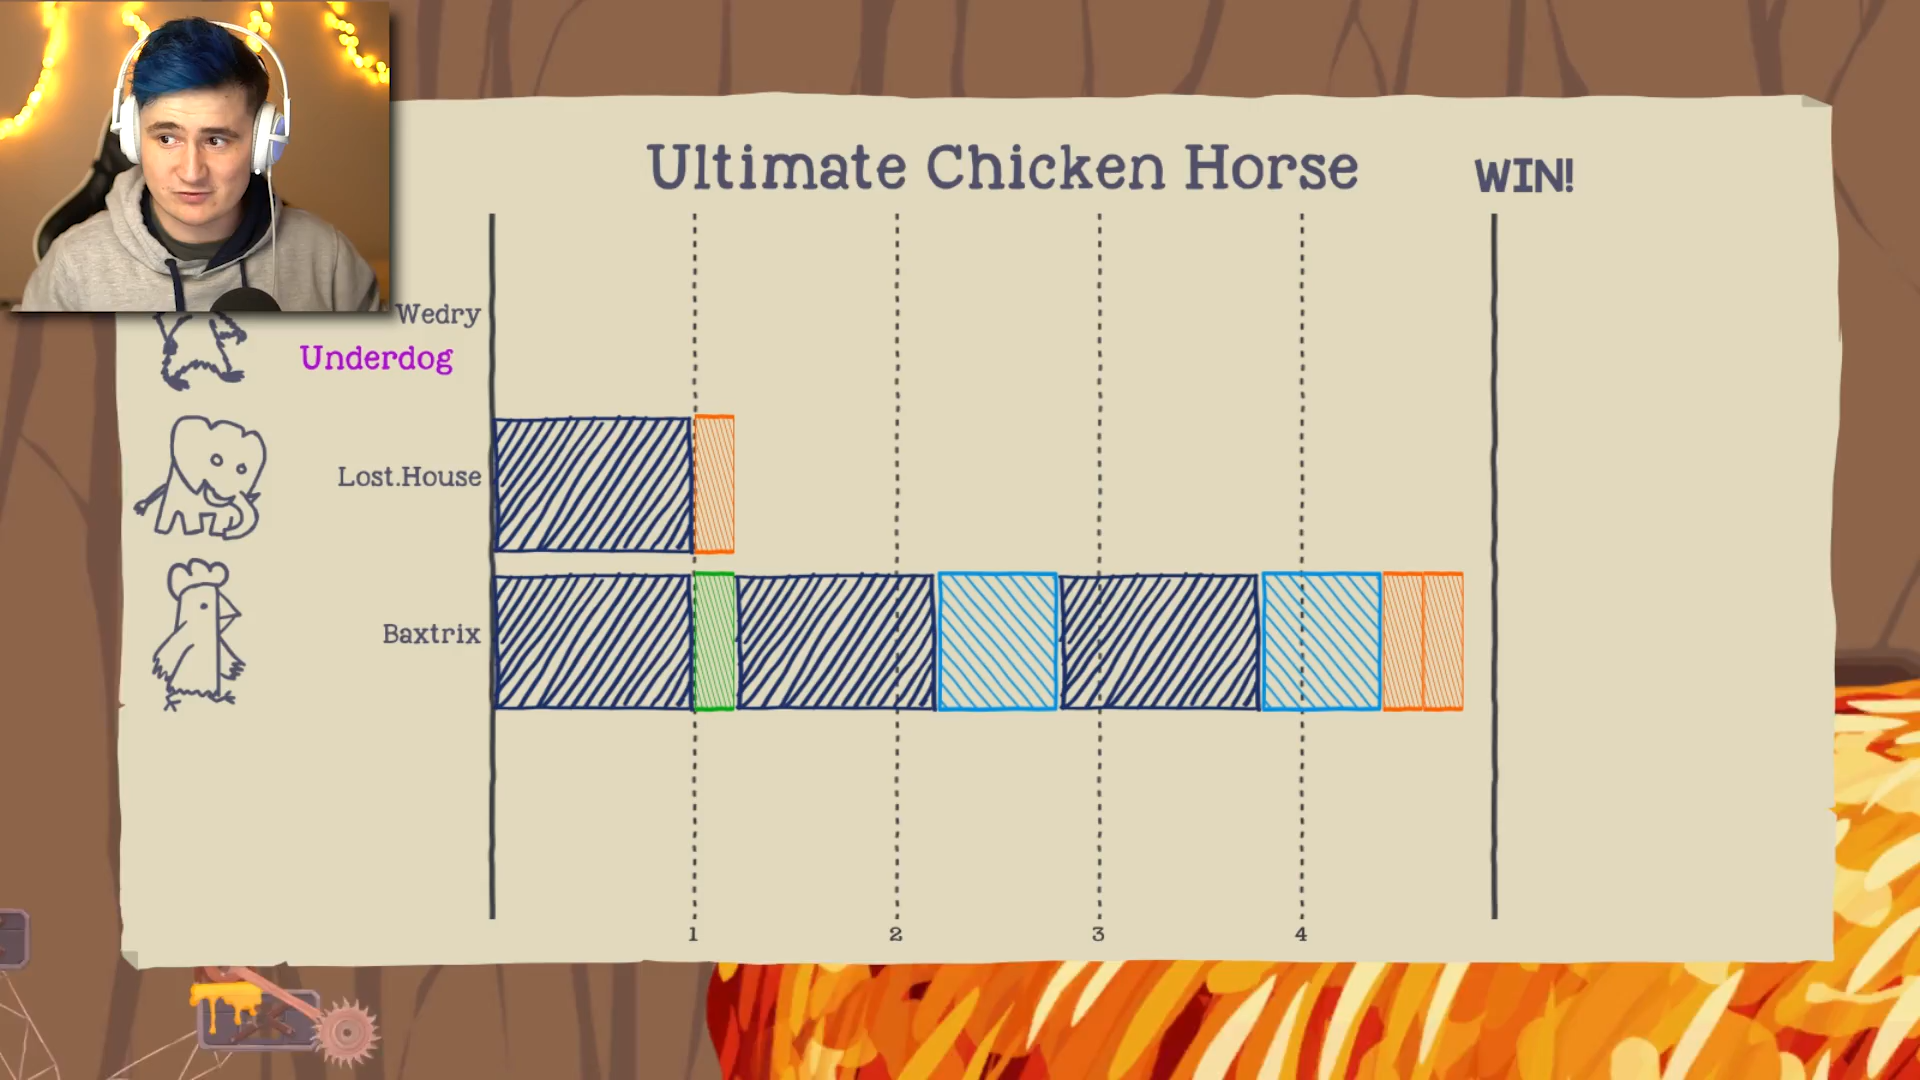 Ultimate Chicken Horse
WIN!
Wedry
Underdog
Lost.House
Baxtrix
1 2 3 4